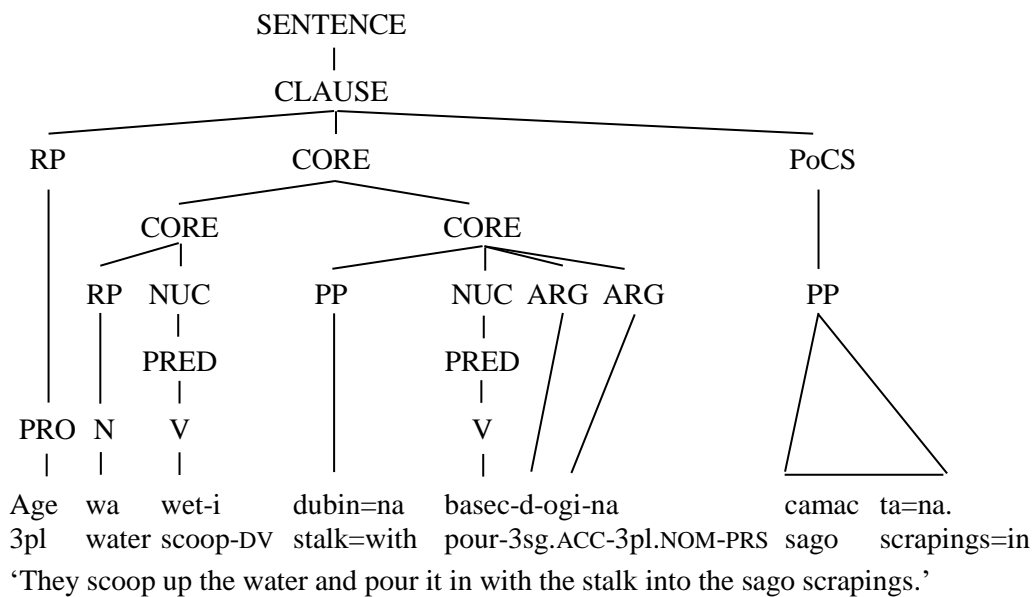 SENTENCE
CLAUSE
RP CORE PoCS
CORE CORE
RP NUC PP NUC ARG ARG PP
PRED PRED
PRO N V V
Age wa wet-i dubin=na basec-d-ogi-na camac ta=na.
3pl water scoop-DV stalk=with pour-3sg.ACC-3pl.NOM-PRS sago scrapings=in
‘They scoop up the water and pour it in with the stalk into the sago scrapings.’